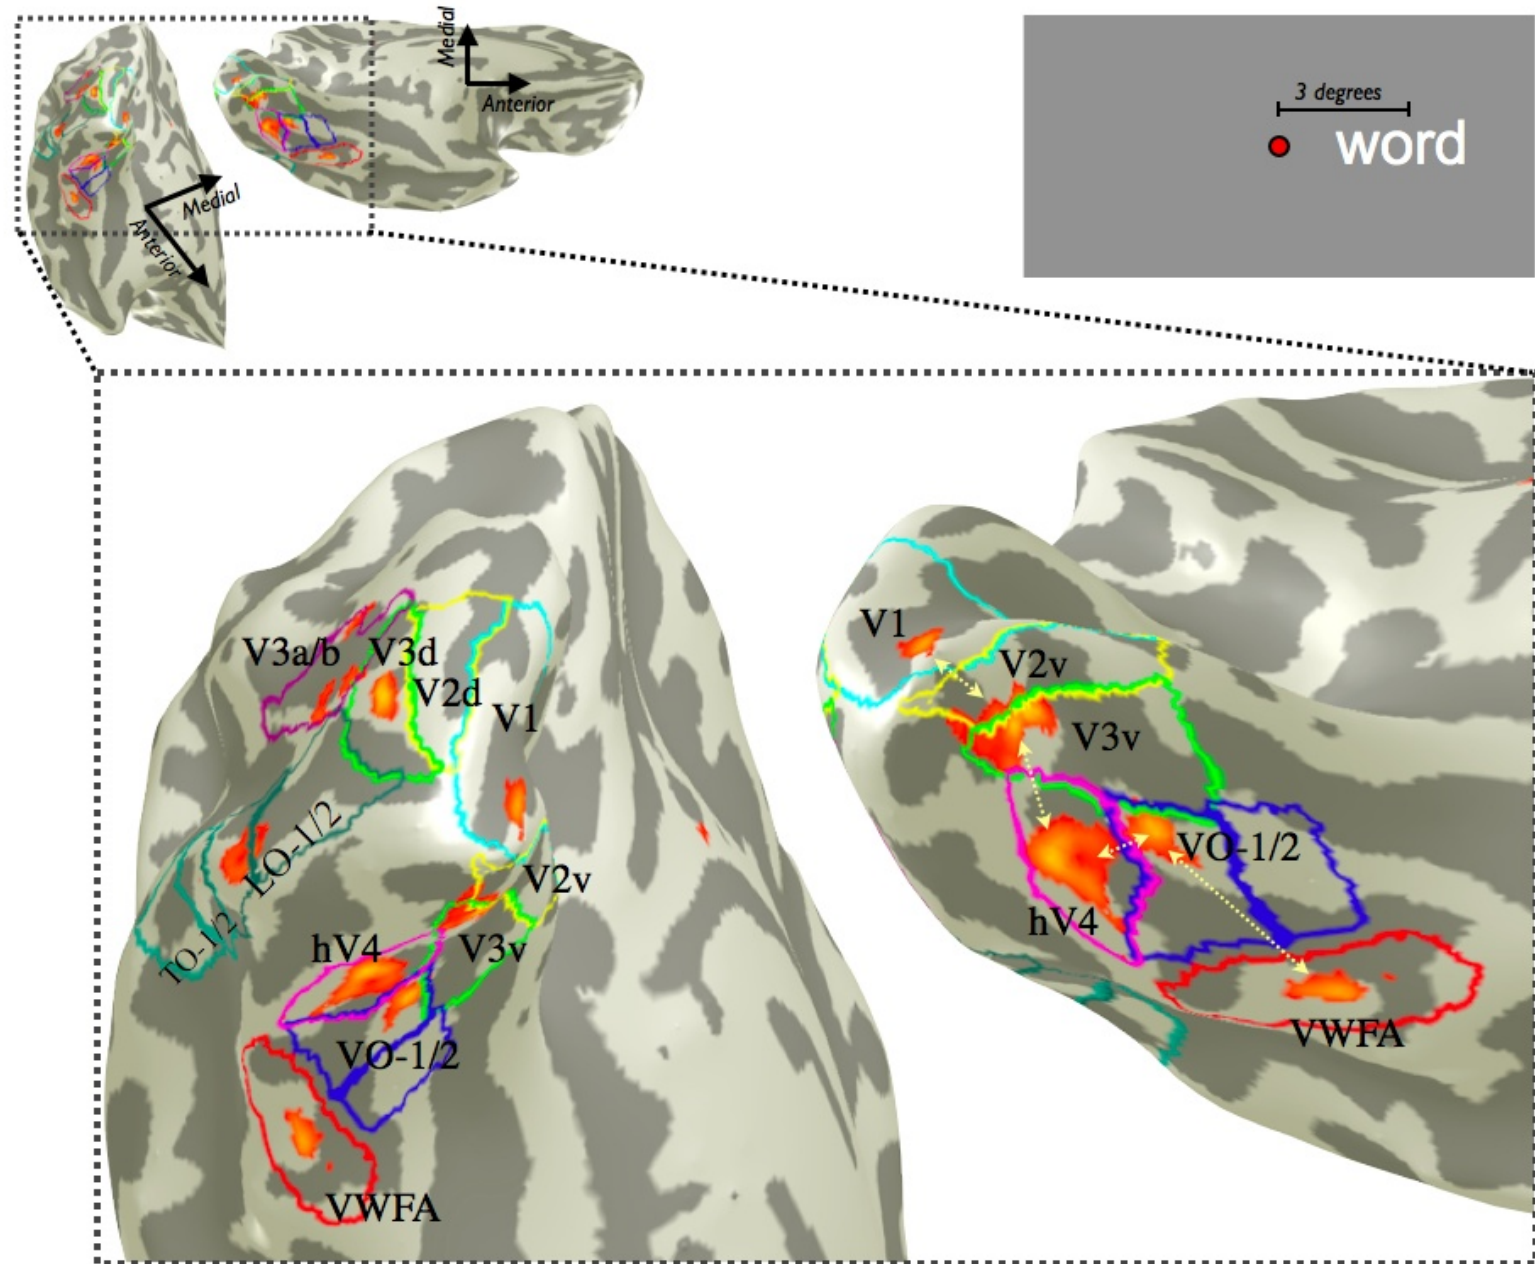 Medial
Anterior
Medial
Anterior
3 degrees
word
V3a/b
V3d
V2d
V1
LO-1/2
TO-1/2
V2v
hV4
V3v
VO-1/2
VWFA
V1
V2v
V3v
VO-1/2
hV4
VWFA